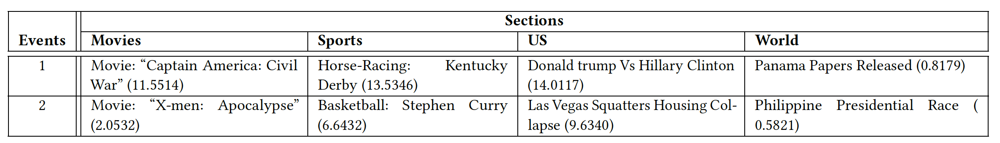 Sections
Events Movies Sports US World
1 Movie: “Captain America: Civil War” (11.5514) Horse-Racing: Kentucky Derby (13.5346) Donald trump Vs Hillary Clinton (14.0117) Panama Papers Released (0.8179)
2 Movie: “X-men: Apocalypse” (2.0532) Basketball: Stephen Curry (6.6432) Las Vegas Squatters Housing Col-lapse (9.6340) Philippine Presidential Race ( 0.5821)